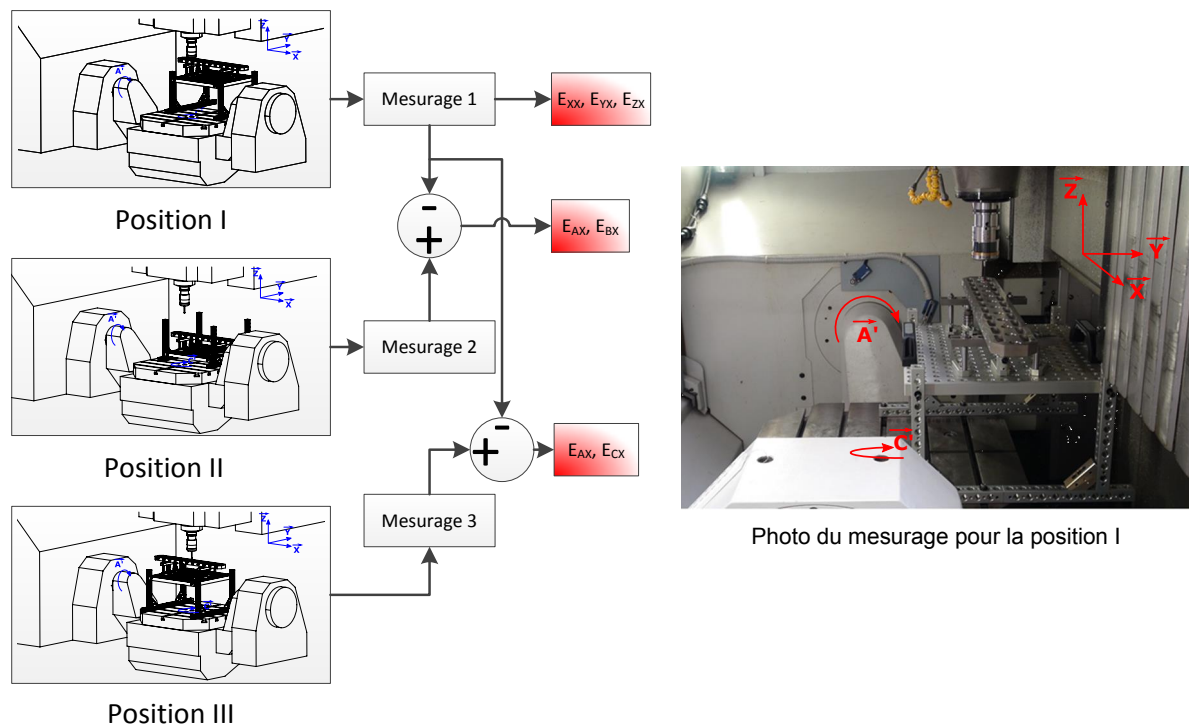 Z
Y
X
A'
Position I
Mesurage 1
E_XX, E_YX, E_ZX
-
+
E_AX, E_BX
Z
Y
X
A'
Position II
Mesurage 2
-
+
E_AX, E_CX
Z
Y
X
A'
Position III
Mesurage 3
Z
Y
X
A'
C'
Photo du mesurage pour la position I